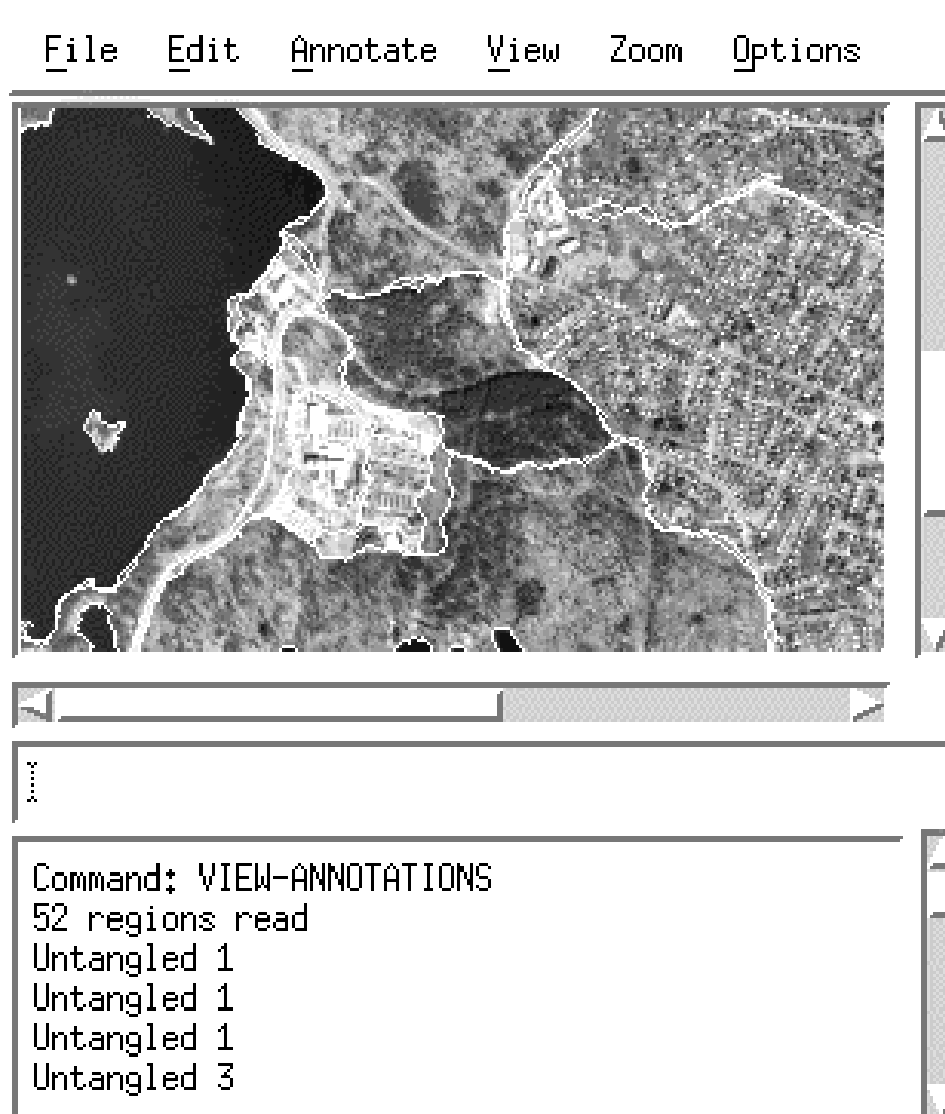 File Edit Annotate View Zoom Options
Command: VIEW-ANNOTATIONS
52 regions read
Untangled 1
Untangled 1
Untangled 1
Untangled 3